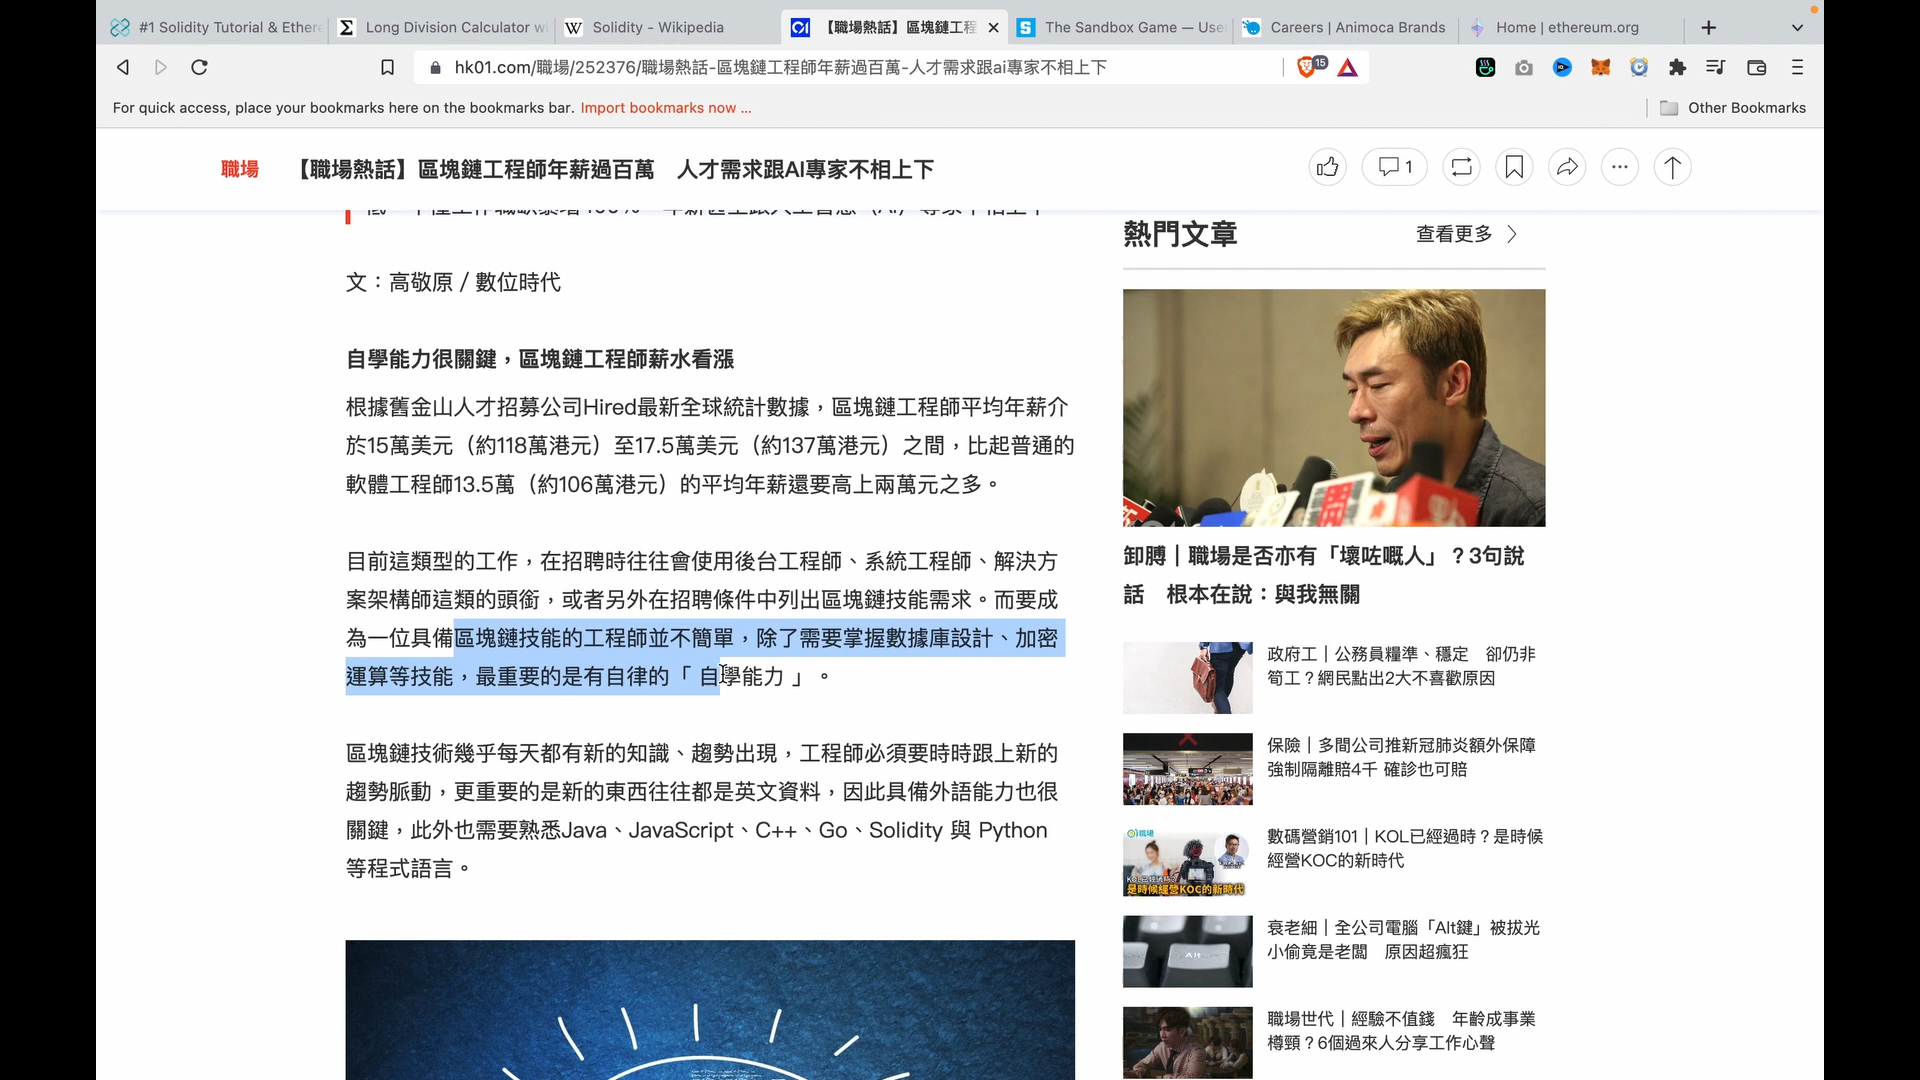 #1 Solidity Tutorial & Ethere
Long Division Calculator wi
Solidity - Wikipedia
【職場熱話】區塊鏈工程
The Sandbox Game — Use
Careers | Animoca Brands
Home | ethereum.org
hk01.com/職場/252376/職場熱話-區塊鏈工程師年薪過百萬-人才需求跟ai專家不相上下
15
For quick access, place your bookmarks here on the bookmarks bar. Import bookmarks now ...
Other Bookmarks
職場 【職場熱話】區塊鏈工程師年薪過百萬 人才需求跟AI專家不相上下
1
文：高敬原 / 數位時代
自學能力很關鍵，區塊鏈工程師薪水看漲
根據舊金山人才招募公司Hired最新全球統計數據，區塊鏈工程師平均年薪介
於15萬美元（約118萬港元）至17.5萬美元（約137萬港元）之間，比起普通的
軟體工程師13.5萬（約106萬港元）的平均年薪還要高上兩萬元之多。
目前這類型的工作，在招聘時往往會使用後台工程師、系統工程師、解決方
案架構師這類的頭銜，或者另外在招聘條件中列出區塊鏈技能需求。而要成
為一位具備區塊鏈技能的工程師並不簡單，除了需要掌握數據庫設計、加密
運算等技能，最重要的是有自律的「 自學能力 」。
區塊鏈技術幾乎每天都有新的知識、趨勢出現，工程師必須要時時跟上新的
趨勢脈動，更重要的是新的東西往往都是英文資料，因此具備外語能力也很
關鍵，此外也需要熟悉Java、JavaScript、C++、Go、Solidity 與 Python
等程式語言。
熱門文章
查看更多
卸膊｜職場是否亦有「壞咗嘅人」？3句說
話 根本在說：與我無關
政府工｜公務員糧準、穩定 卻仍非
筍工？網民點出2大不喜歡原因
保險｜多間公司推新冠肺炎額外保障
強制隔離賠4千 確診也可賠
數碼營銷101｜KOL已經過時？是時候
經營KOC的新時代
01職場
是時候經營KOC的新時代
衰老細｜全公司電腦「Alt鍵」被拔光
小偷竟是老闆 原因超瘋狂
Alt
職場世代｜經驗不值錢 年齡成事業
樽頸？6個過來人分享工作心聲